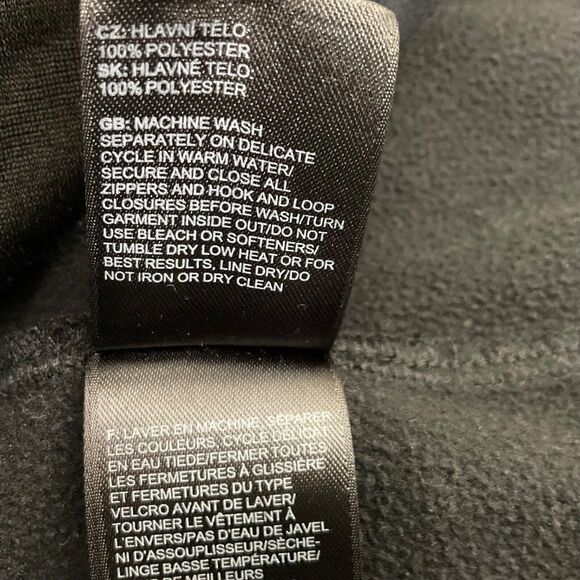 CZ: HLAVNÍ TĚLO:
100% POLYESTER
SK: HLAVNÉ TELO:
100% POLYESTER
GB: MACHINE WASH
SEPARATELY ON DELICATE
CYCLE IN WARM WATER/
SECURE AND CLOSE ALL
ZIPPERS AND HOOK AND LOOP
CLOSURES BEFORE WASH/TURN
GARMENT INSIDE OUT/DO NOT
USE BLEACH OR SOFTENERS/
TUMBLE DRY LOW HEAT OR FOR
BEST RESULTS, LINE DRY/DO
NOT IRON OR DRY CLEAN
F: LAVER EN MACHINE, SÉPARER
LES COULEURS, CYCLE DÉLICAT
EN EAU TIÈDE/FERMER TOUTES
LES FERMETURES À GLISSIÈRE
ET FERMETURES DU TYPE
VELCRO AVANT DE LAVER/
TOURNER LE VÊTEMENT À
L'ENVERS/PAS D'EAU DE JAVEL
NI D'ASSOUPLISSEUR/SÈCHE-
LINGE BASSE TEMPÉRATURE/
DE MEILLEURS